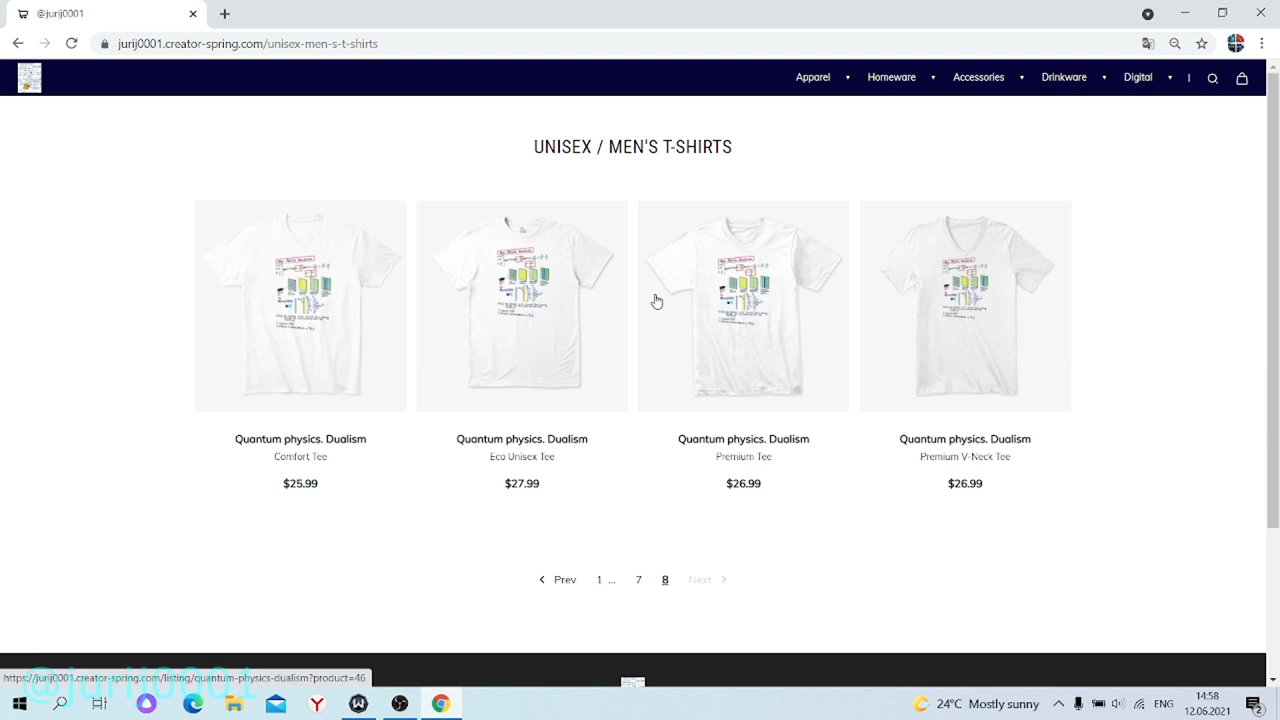 @jurij0001
jurij0001.creator-spring.com/unisex-men-s-t-shirts
Apparel Homeware Accessories Drinkware Digital
UNISEX / MEN'S T-SHIRTS
Quantum physics. Dualism
Comfort Tee
$25.99
Quantum physics. Dualism
Eco Unisex Tee
$27.99
Quantum physics. Dualism
Premium Tee
$26.99
Quantum physics. Dualism
Premium V-Neck Tee
$26.99
Prev 1 ... 7 8 Next
https://jurij0001.creator-spring.com/listing/quantum-physics-dualism?product=46
@jurij0001
24°C Mostly sunny
ENG
14:58
12.06.2021
2